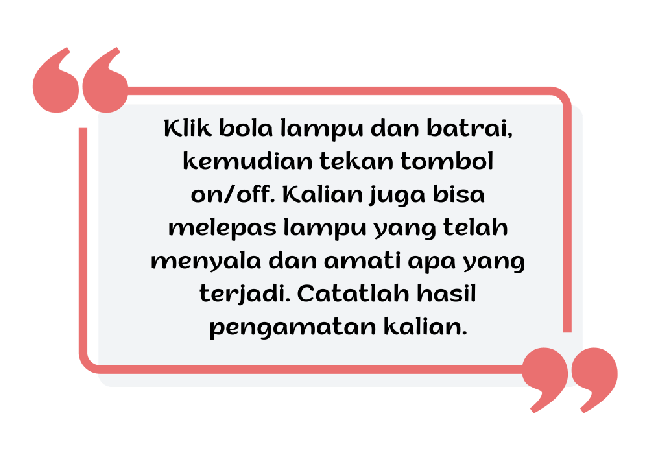 Klik bola lampu dan batrai,
kemudian tekan tombol
on/off. Kalian juga bisa
melepas lampu yang telah
menyala dan amati apa yang
terjadi. Catatlah hasil
pengamatan kalian.